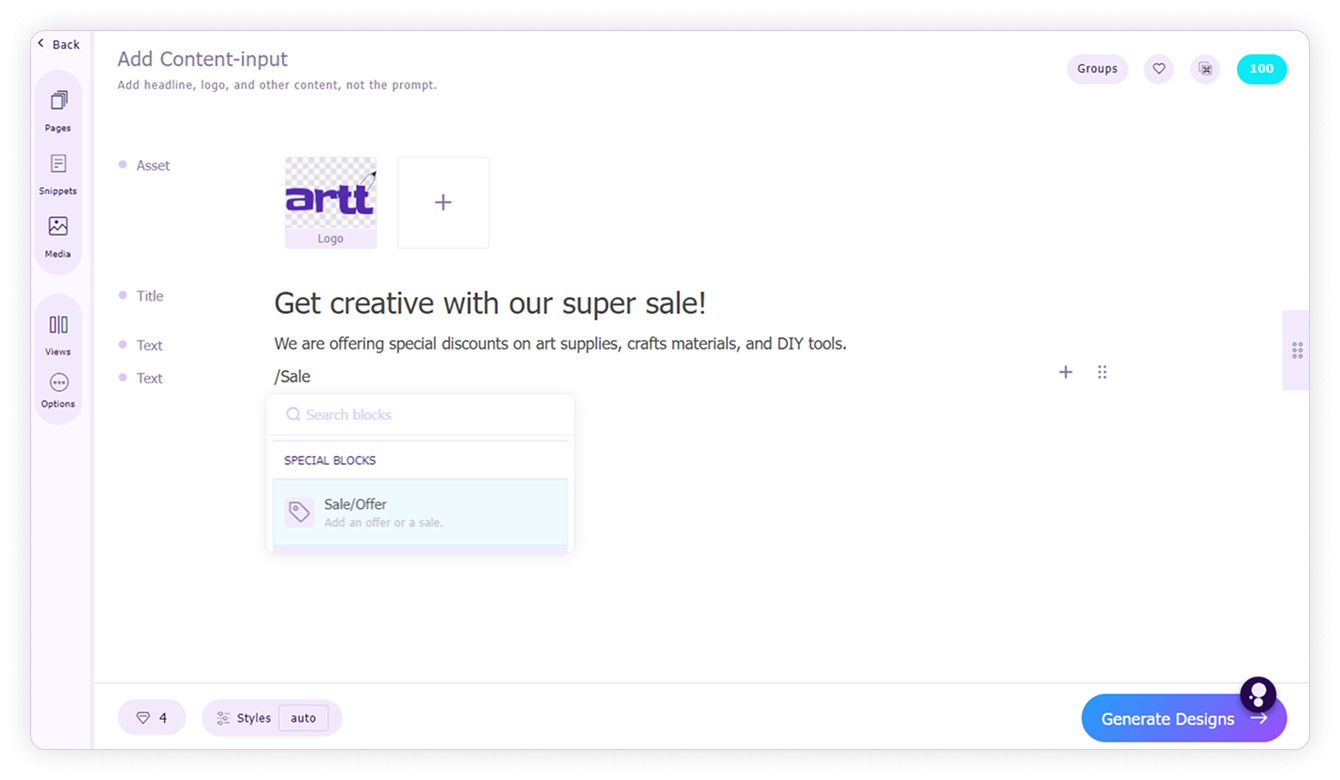 Back
Pages
Snippets
Media
Views
Options
Add Content-input
Add headline, logo, and other content, not the prompt.
Groups
100
Asset
artt
Logo
Title
Get creative with our super sale!
Text
We are offering special discounts on art supplies, crafts materials, and DIY tools.
Text
/Sale
Search blocks
SPECIAL BLOCKS
Sale/Offer
Add an offer or a sale.
4
Styles
auto
Generate Designs